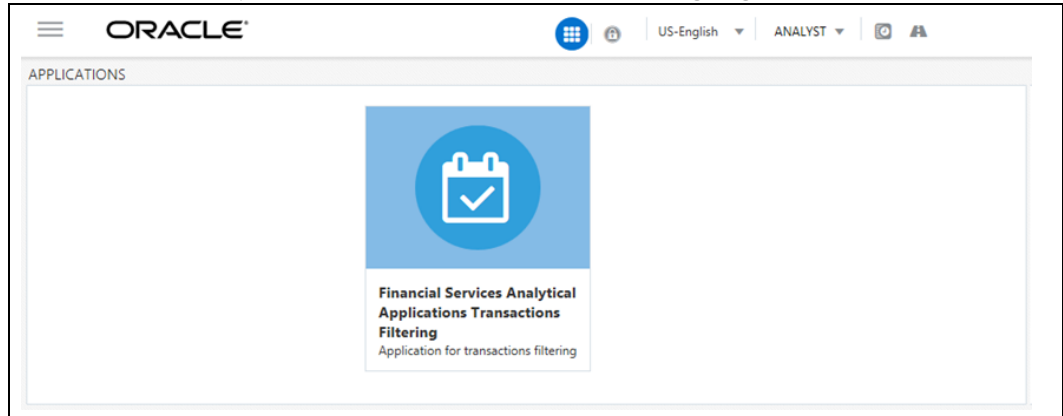 ORACLE
US-English
ANALYST
APPLICATIONS
Financial Services Analytical
Applications Transactions
Filtering
Application for transactions filtering